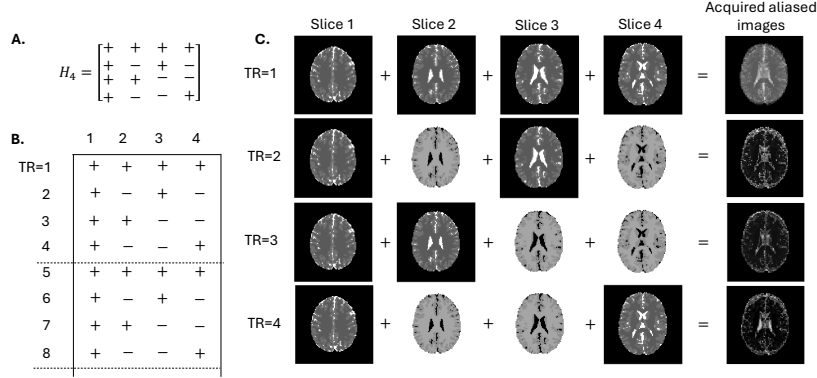 A.
H₄ =
+ + + +
+ − + −
+ + − −
+ − − +
B.
1 2 3 4
TR=1 + + + +
2 + − + −
3 + + − −
4 + − − +
5 + + + +
6 + − + −
7 + + − −
8 + − − +
C.
Slice 1 Slice 2 Slice 3 Slice 4 Acquired aliased
images
TR=1 + + + =
TR=2 + + + =
TR=3 + + + =
TR=4 + + + =